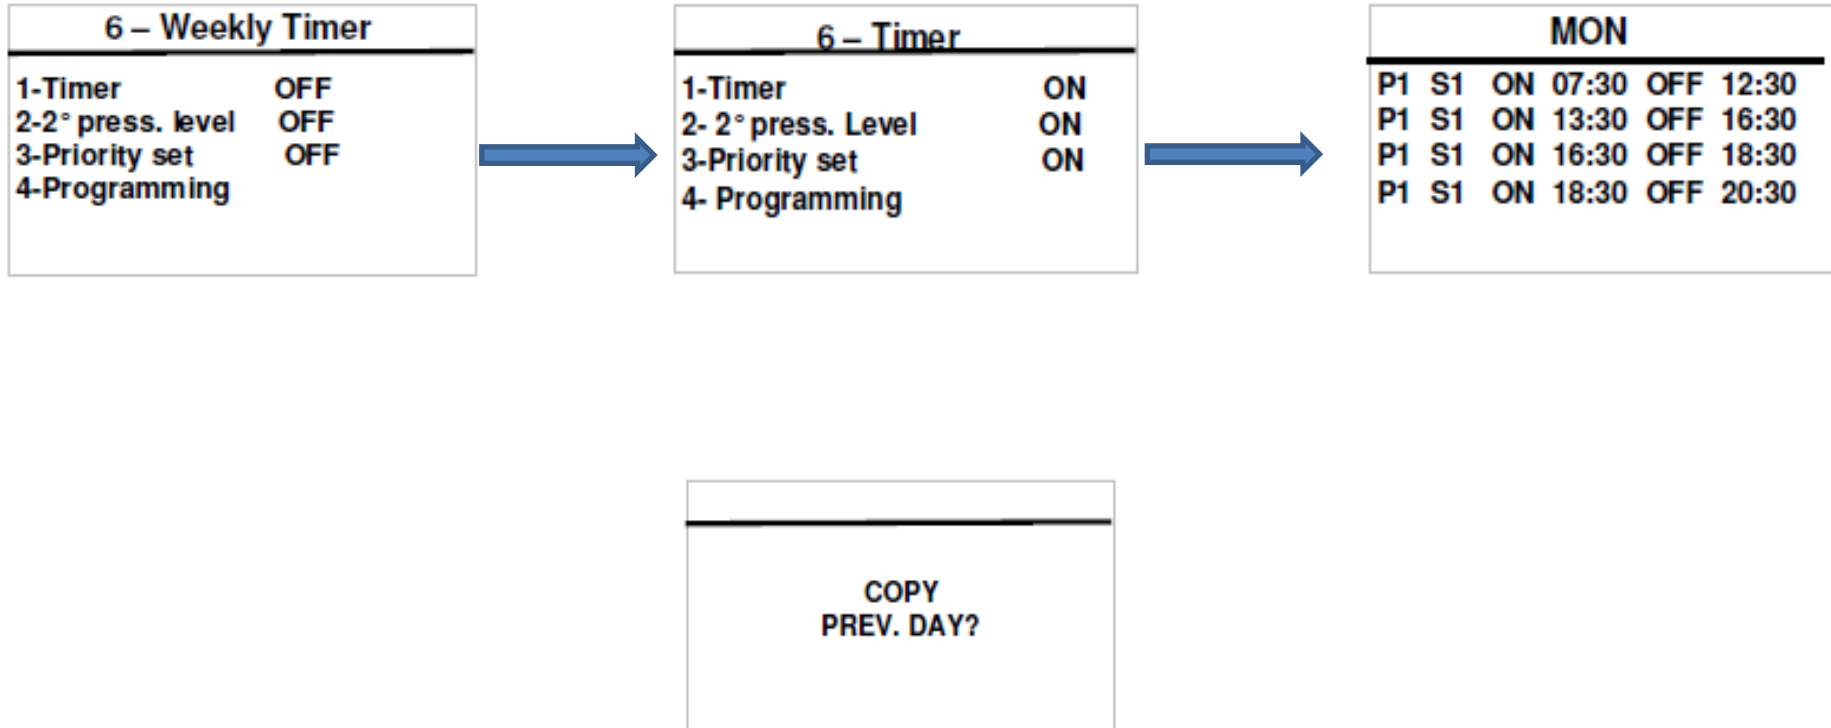 6 – Weekly Timer
1-Timer OFF
2-2° press. level OFF
3-Priority set OFF
4-Programming
6 – Timer
1-Timer ON
2- 2° press. Level ON
3-Priority set ON
4- Programming
MON
P1 S1 ON 07:30 OFF 12:30
P1 S1 ON 13:30 OFF 16:30
P1 S1 ON 16:30 OFF 18:30
P1 S1 ON 18:30 OFF 20:30
COPY
PREV. DAY?